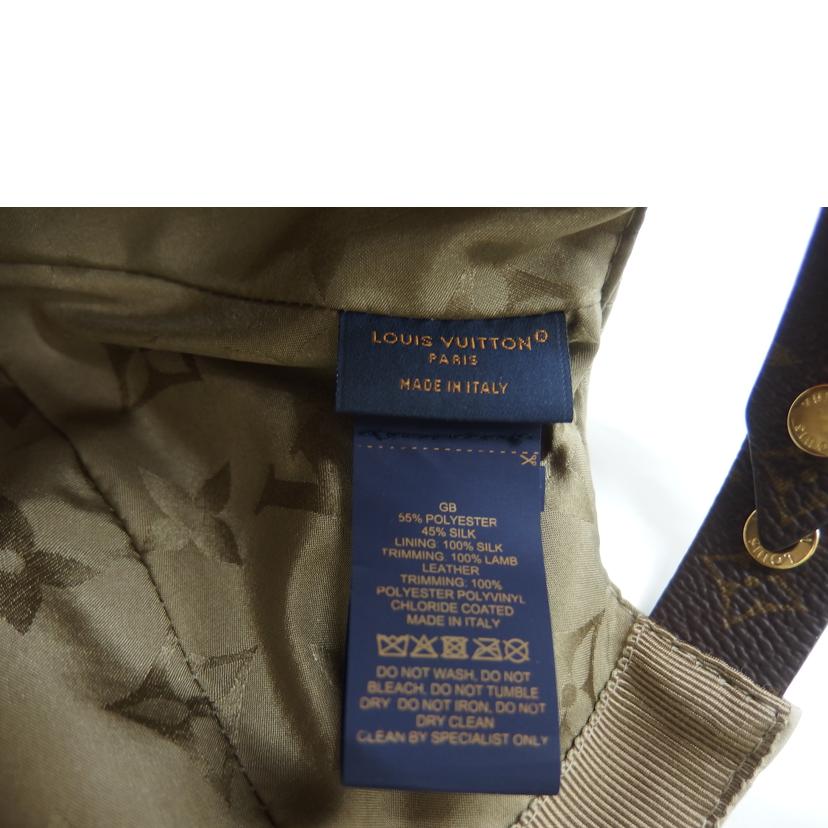 LOUIS VUITTON®
PARIS
MADE IN ITALY
GB
55% POLYESTER
45% SILK
LINING: 100% SILK
TRIMMING: 100% LAMB
LEATHER
TRIMMING: 100%
POLYESTER POLYVINYL
CHLORIDE COATED
MADE IN ITALY
DO NOT WASH. DO NOT
BLEACH. DO NOT TUMBLE
DRY DO NOT IRON. DO NOT
DRY CLEAN
CLEAN BY SPECIALIST ONLY
LOUIS